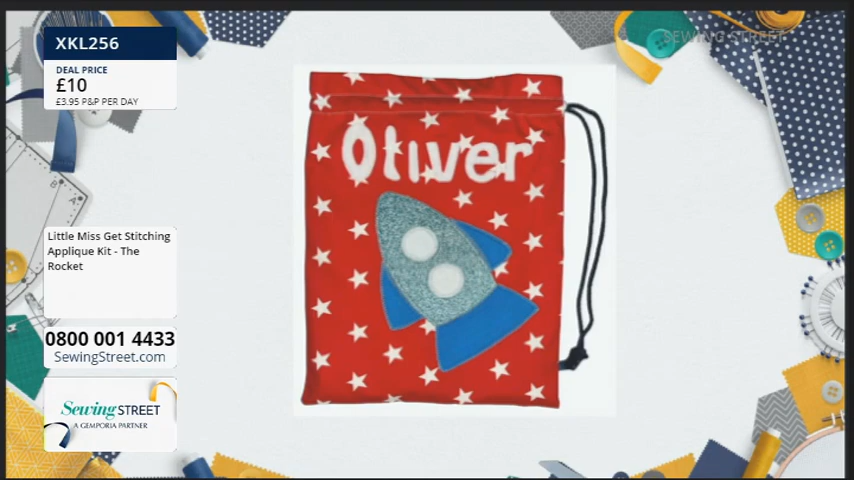 XKL256
SEWING STREET
DEAL PRICE
£10
£3.95 P&P PER DAY
Oliver
Little Miss Get Stitching
Applique Kit - The
Rocket
0800 001 4433
SewingStreet.com
Sewing STREET
A GEMPORIA PARTNER